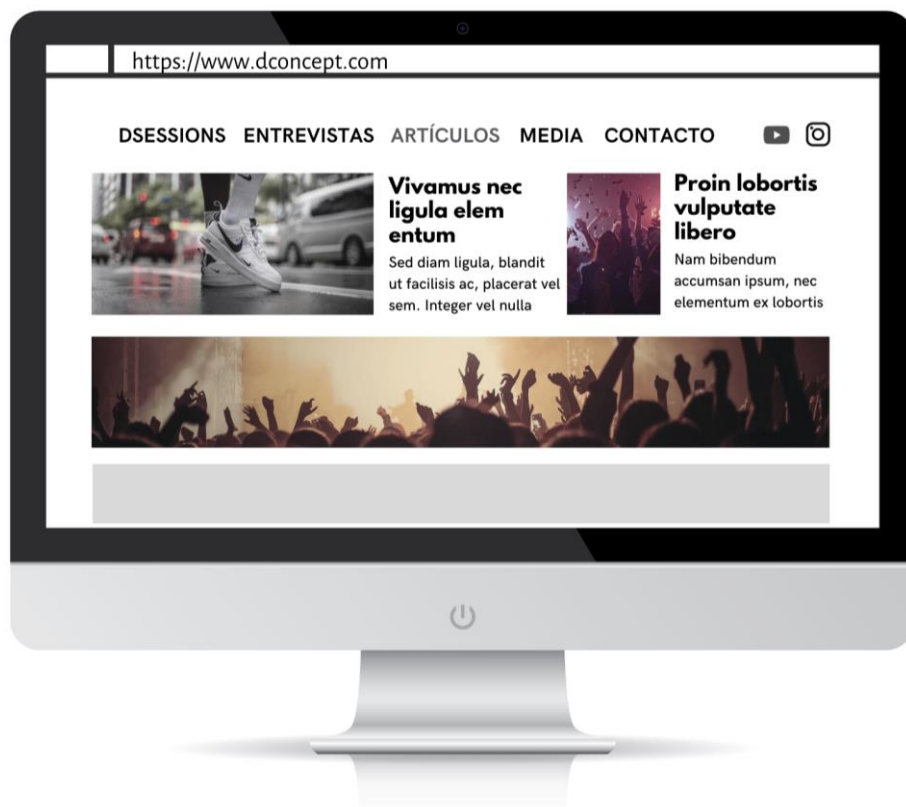 https://www.dconcept.com
DSESSIONS ENTREVISTAS ARTÍCULOS MEDIA CONTACTO
Vivamus nec
ligula elem
entum
Sed diam ligula, blandit
ut facilisis ac, placerat vel
sem. Integer vel nulla
Proin lobortis
vulputate
libero
Nam bibendum
accumsan ipsum, nec
elementum ex lobortis